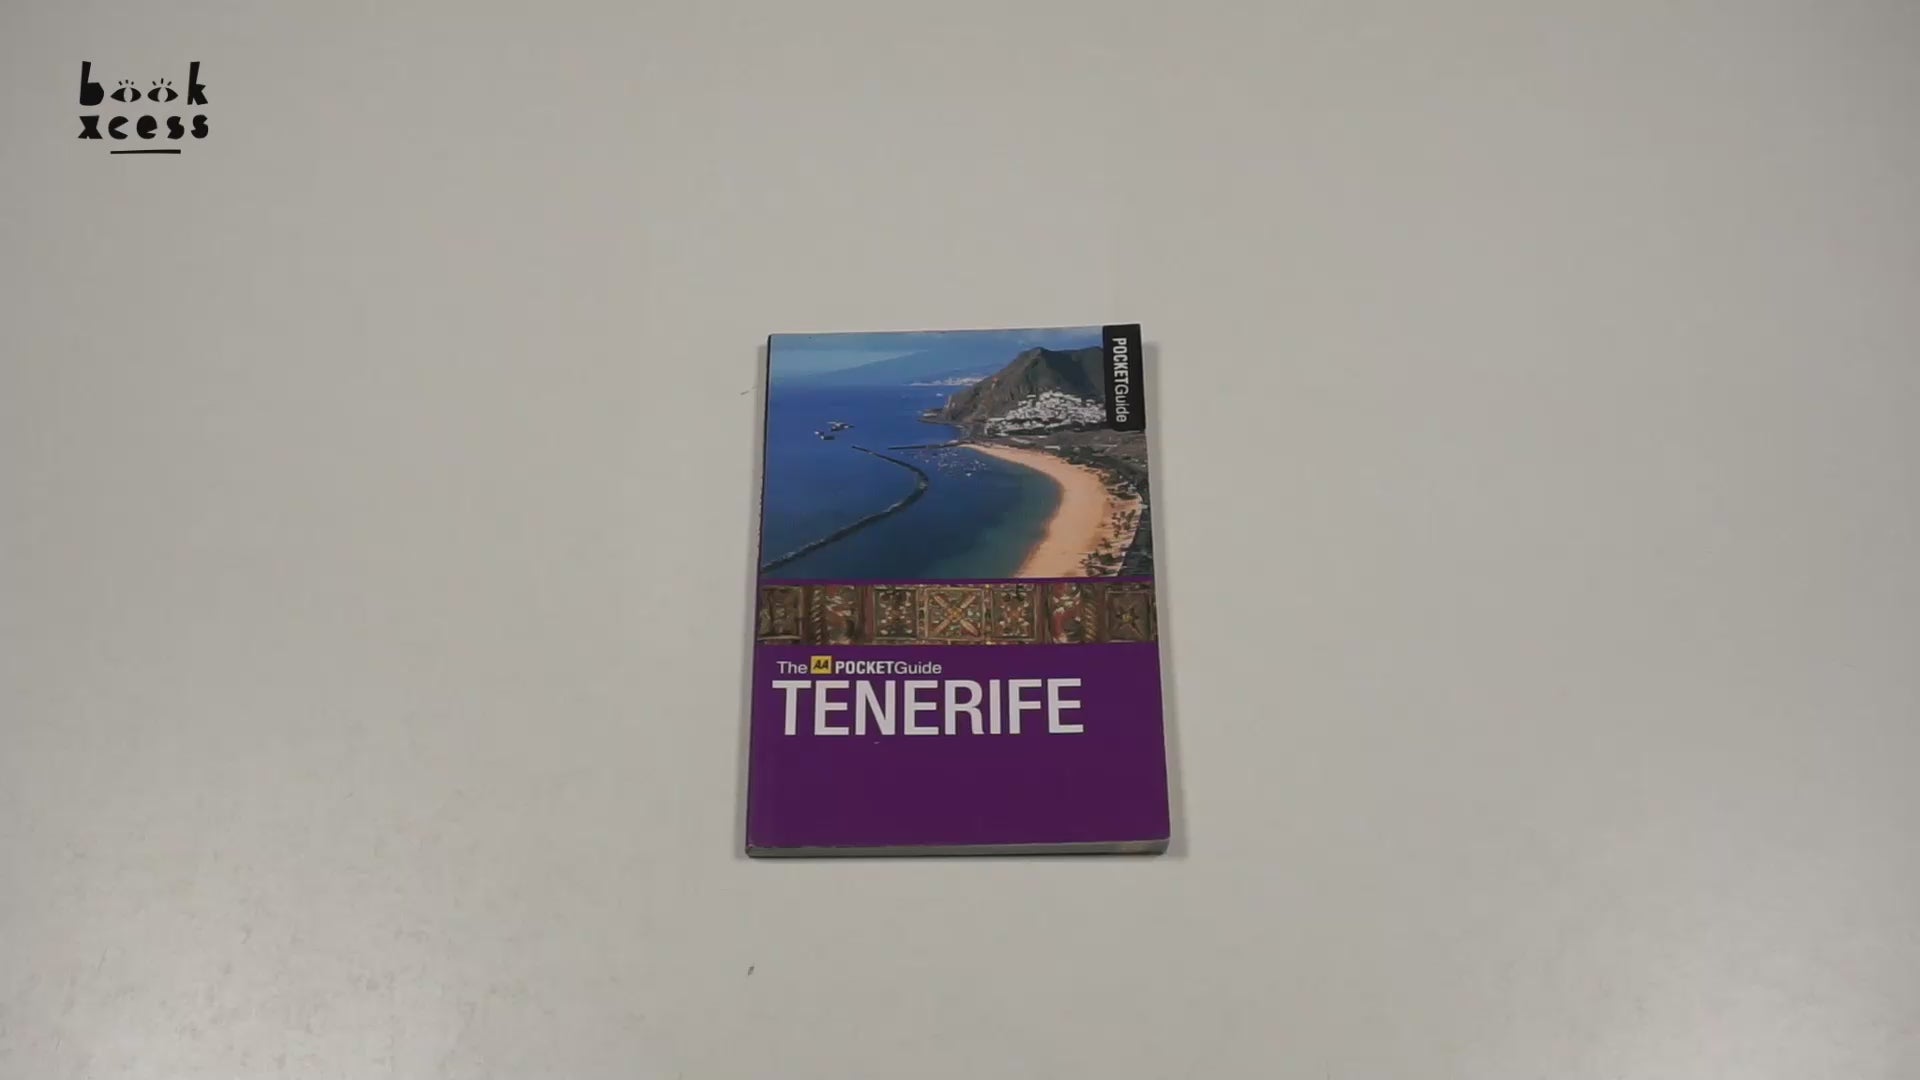 book
xcess
POCKETGuide
The AA POCKETGuide
TENERIFE